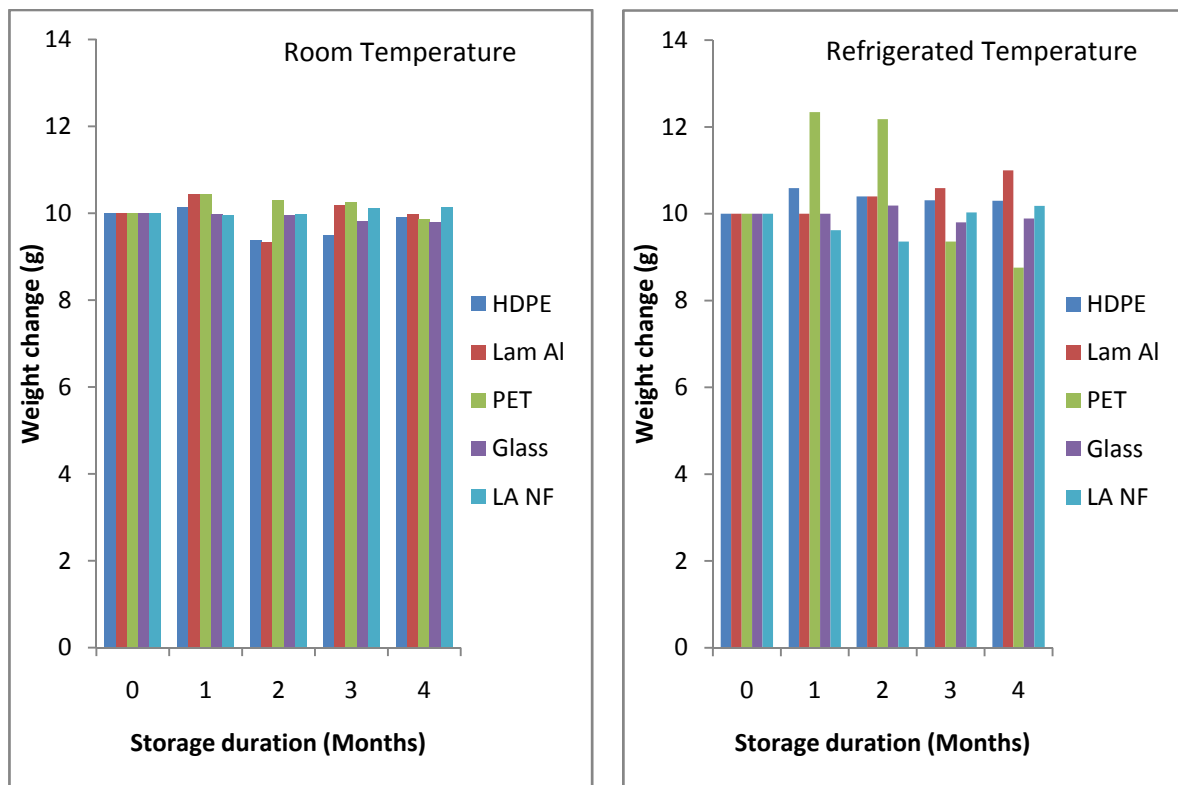 Room Temperature
14
12
10
8
6
4
2
0
Weight change (g)
0 1 2 3 4
Storage duration (Months)
HDPE
Lam Al
PET
Glass
LA NF
Refrigerated Temperature
14
12
10
8
6
4
2
0
Weight change (g)
0 1 2 3 4
Storage duration (Months)
HDPE
Lam Al
PET
Glass
LA NF